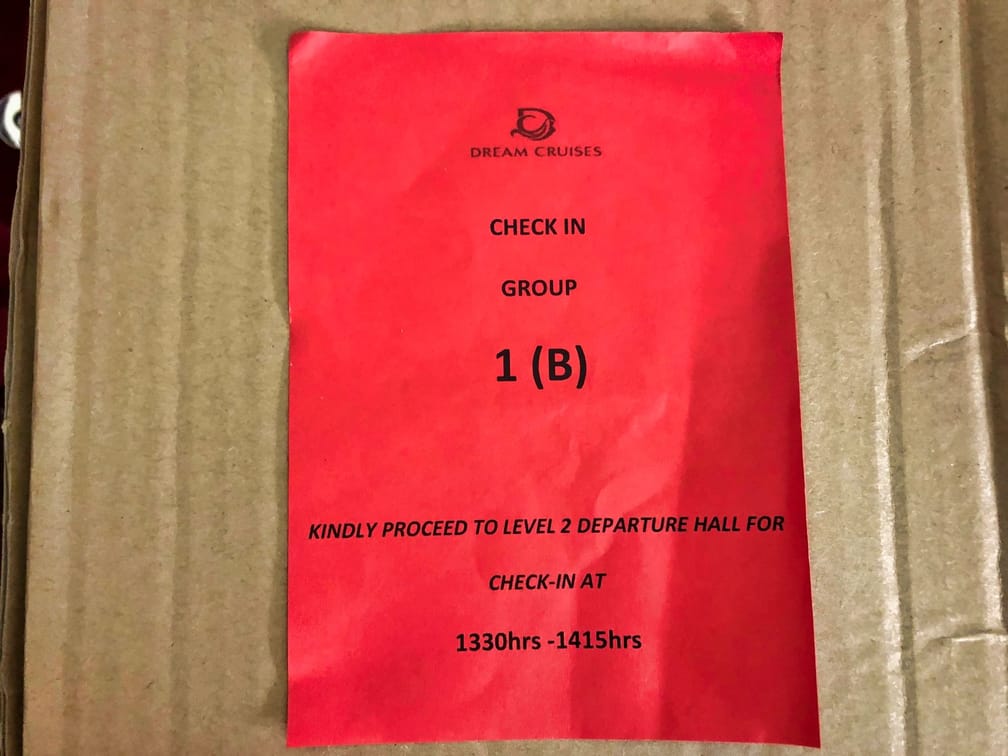 DREAM CRUISES
CHECK IN
GROUP
1 (B)
KINDLY PROCEED TO LEVEL 2 DEPARTURE HALL FOR
CHECK-IN AT
1330hrs -1415hrs